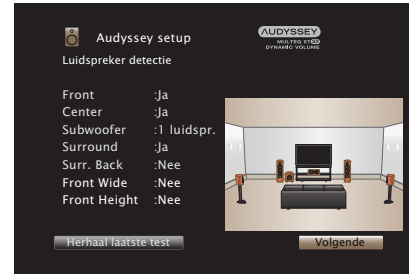 Audyssey setup
AUDYSSEY
MULTEQ XT32
DYNAMIC VOLUME
Luidspreker detectie
Front :Ja
Center :Ja
Subwoofer :1 luidspr.
Surround :Ja
Surr. Back :Nee
Front Wide :Nee
Front Height :Nee
Herhaal laatste test
Volgende